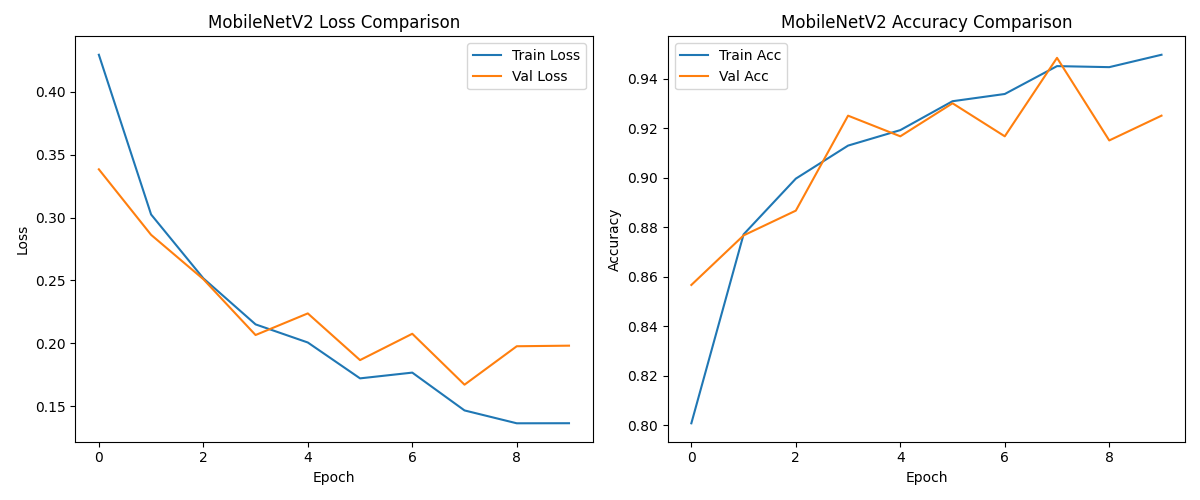 MobileNetV2 Loss Comparison
Train Loss
Val Loss
0.40
0.35
0.30
0.25
0.20
0.15
Loss
0 2 4 6 8
Epoch
MobileNetV2 Accuracy Comparison
Train Acc
Val Acc
0.94
0.92
0.90
0.88
0.86
0.84
0.82
0.80
Accuracy
0 2 4 6 8
Epoch